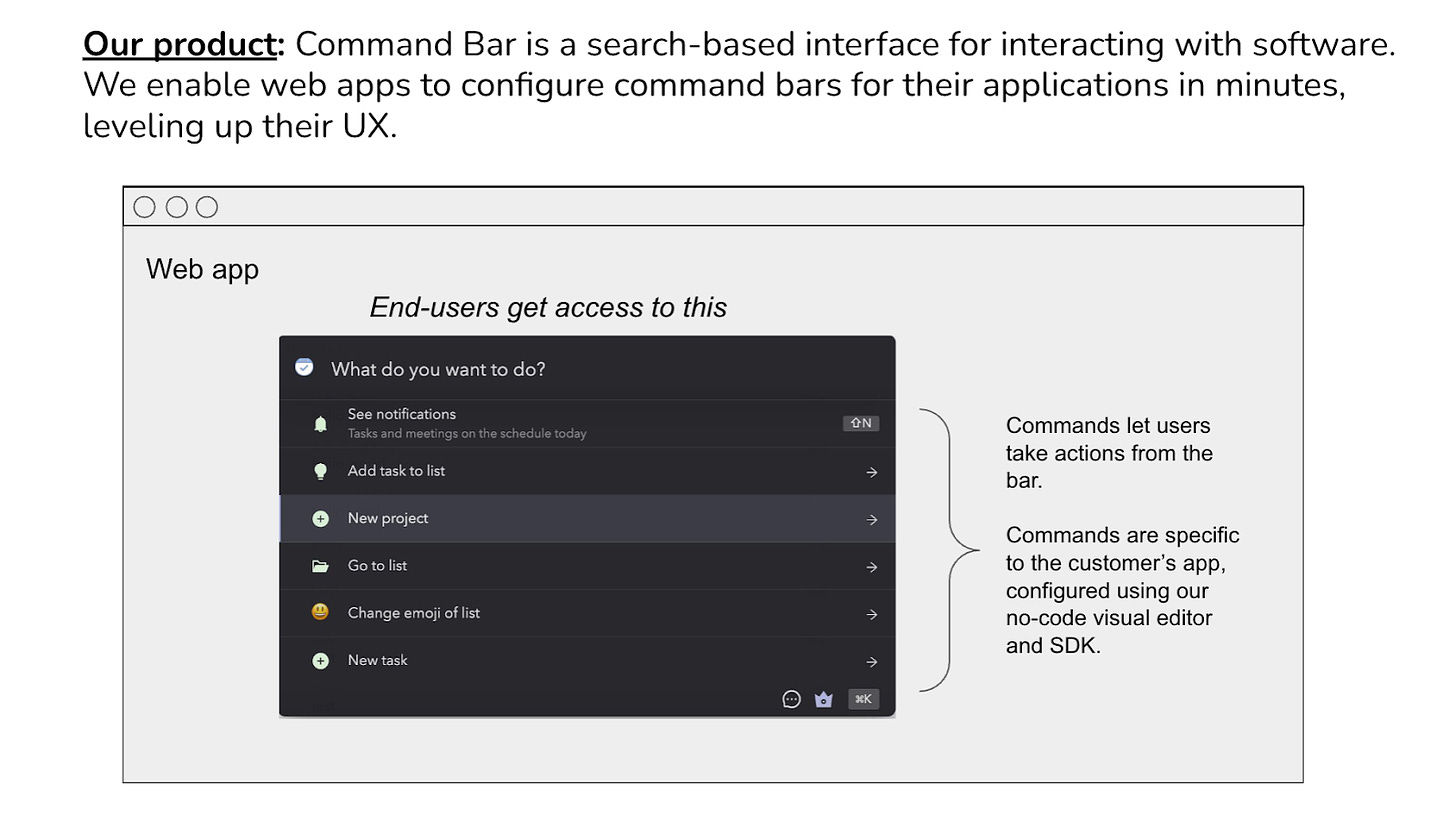 Our product: Command Bar is a search-based interface for interacting with software.
We enable web apps to configure command bars for their applications in minutes,
leveling up their UX.
Web app
End-users get access to this
What do you want to do?
See notifications
⇧N
Tasks and meetings on the schedule today
Add task to list
New project
Go to list
Change emoji of list
New task
⌘K
Commands let users
take actions from the
bar.
Commands are specific
to the customer’s app,
configured using our
no-code visual editor
and SDK.